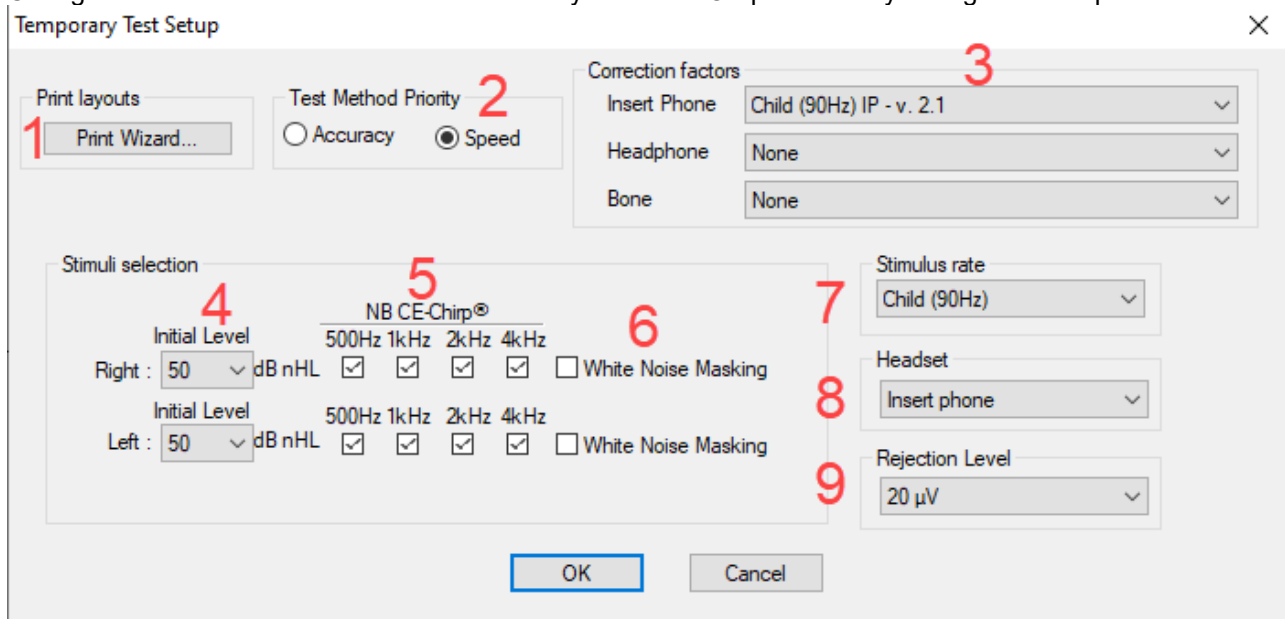 Temporary Test Setup
Print layouts
1
Print Wizard...
Test Method Priority
2
Accuracy
Speed
Correction factors
3
Insert Phone
Child (90Hz) IP - v. 2.1
Headphone
None
Bone
None
Stimuli selection
4
5
NB CE-Chirp®
6
Initial Level
500Hz 1kHz 2kHz 4kHz
Right : 50 dB nHL White Noise Masking
Initial Level
500Hz 1kHz 2kHz 4kHz
Left : 50 dB nHL White Noise Masking
Stimulus rate
7
Child (90Hz)
Headset
8
Insert phone
Rejection Level
9
20 µV
OK
Cancel